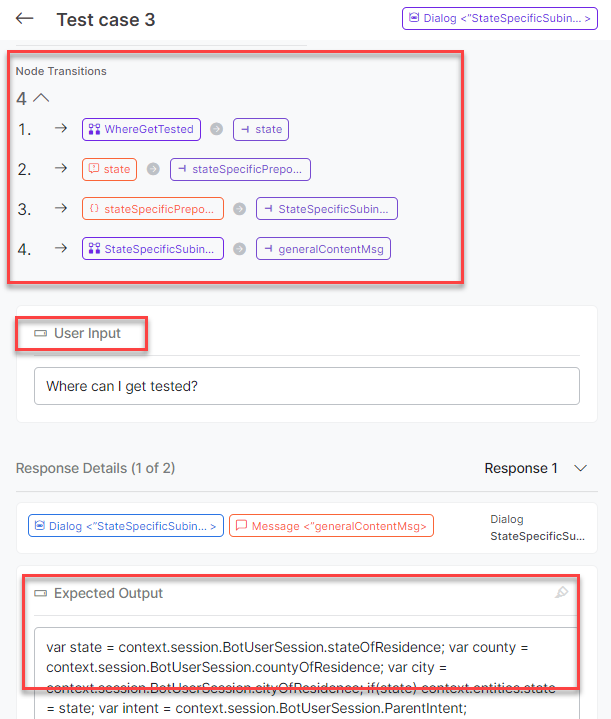 Test case 3
Dialog <"StateSpecificSubin... >
Node Transitions
4
1. WhereGetTested state
2. state stateSpecificPrepo...
3. stateSpecificPrepo... StateSpecificSubin...
4. StateSpecificSubin... generalContentMsg
User Input
Where can I get tested?
Response Details (1 of 2) Response 1
Dialog <"StateSpecificSubin... > Message <"generalContentMsg> Dialog
StateSpecificSu...
Expected Output
var state = context.session.BotUserSession.stateOfResidence; var county =
context.session.BotUserSession.countyOfResidence; var city =
context.session.BotUserSession.cityOfResidence; if(state) context.entities.state
= state; var intent = context.session.BotUserSession.ParentIntent;